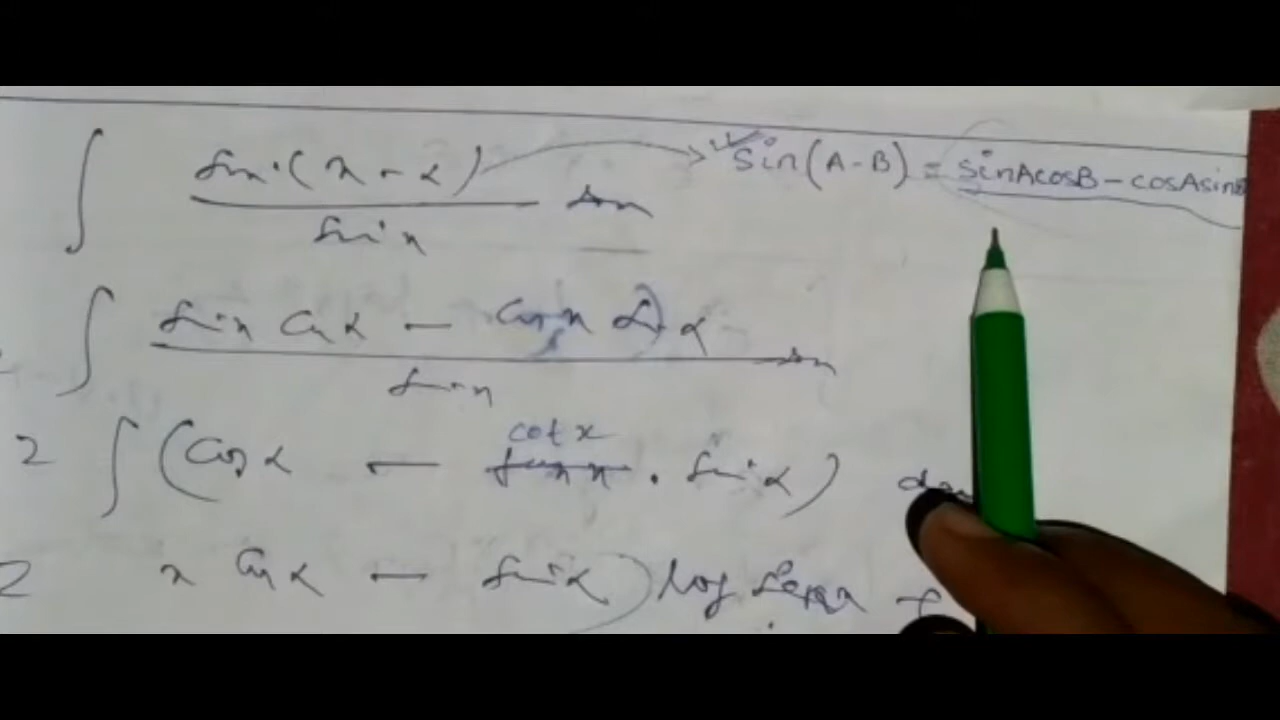 ∫ sin(x-α)/sin x dx → sin(A-B) = sinAcosB - cosAsinB
∫ sin x cos α - cos x sin α / sin x dx
= ∫ (cos α - cot x . sin α) dx
= x cos α - sin α log